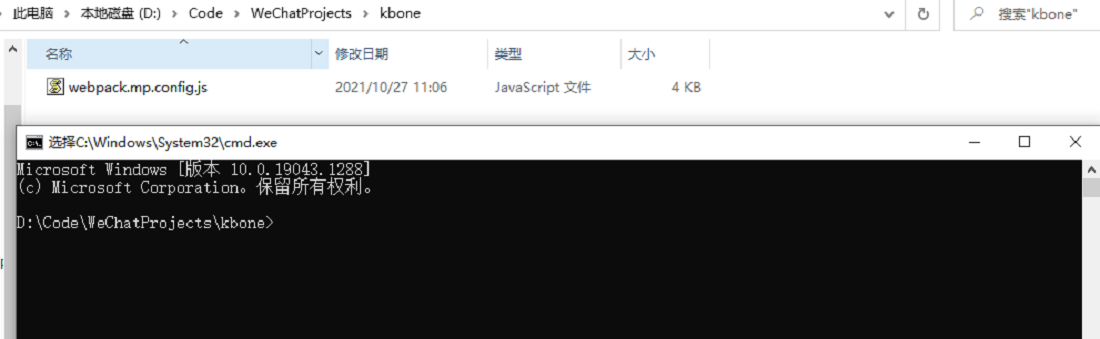 此电脑 > 本地磁盘 (D:) > Code > WeChatProjects > kbone 搜索"kbone"
名称 修改日期 类型 大小
webpack.mp.config.js 2021/10/27 11:06 JavaScript 文件 4 KB
选择C:\Windows\System32\cmd.exe
Microsoft Windows [版本 10.0.19043.1288]
(c) Microsoft Corporation。保留所有权利。
D:\Code\WeChatProjects\kbone>